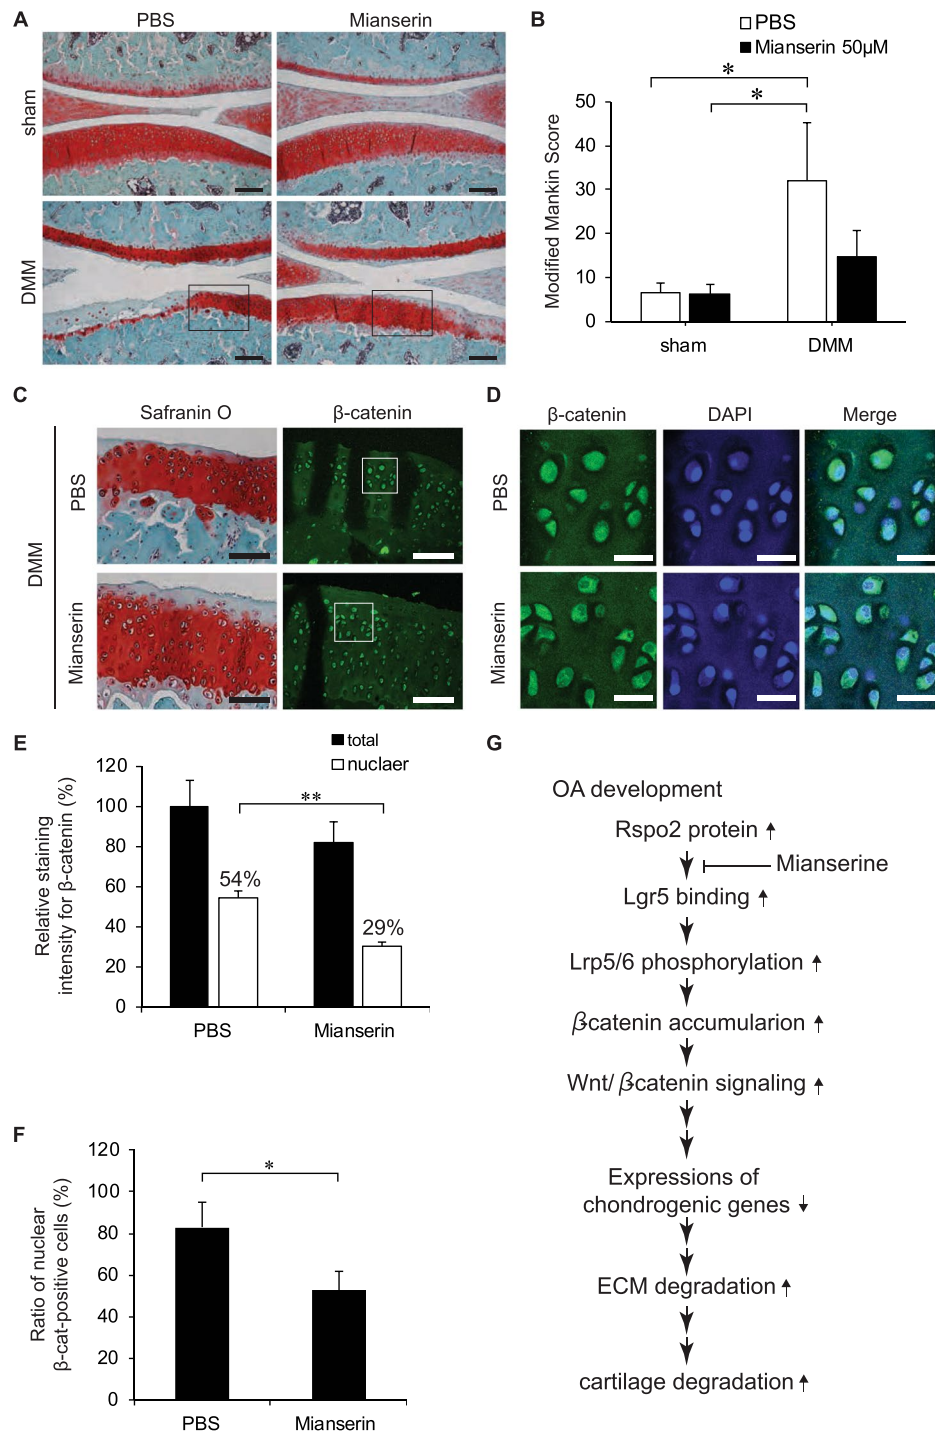 A
PBS
Mianserin
sham
DMM
B
PBS
Mianserin 50μM
*
*
Modified Mankin Score
50
40
30
20
10
0
sham
DMM
C
Safranin O
β-catenin
DMM
PBS
Mianserin
D
β-catenin
DAPI
Merge
PBS
Mianserin
E
total
nuclaer
Relative staining
intensity for β-catenin (%)
120
100
80
60
40
20
0
**
54%
29%
PBS
Mianserin
F
Ratio of nuclear
β-cat-positive cells (%)
120
100
80
60
40
20
0
*
PBS
Mianserin
G
OA development
Rspo2 protein ↑
Mianserine
Lgr5 binding ↑
Lrp5/6 phosphorylation ↑
β-catenin accumularion ↑
Wnt/β-catenin signaling ↑
Expressions of
chondrogenic genes ↓
ECM degradation ↑
cartilage degradation ↑